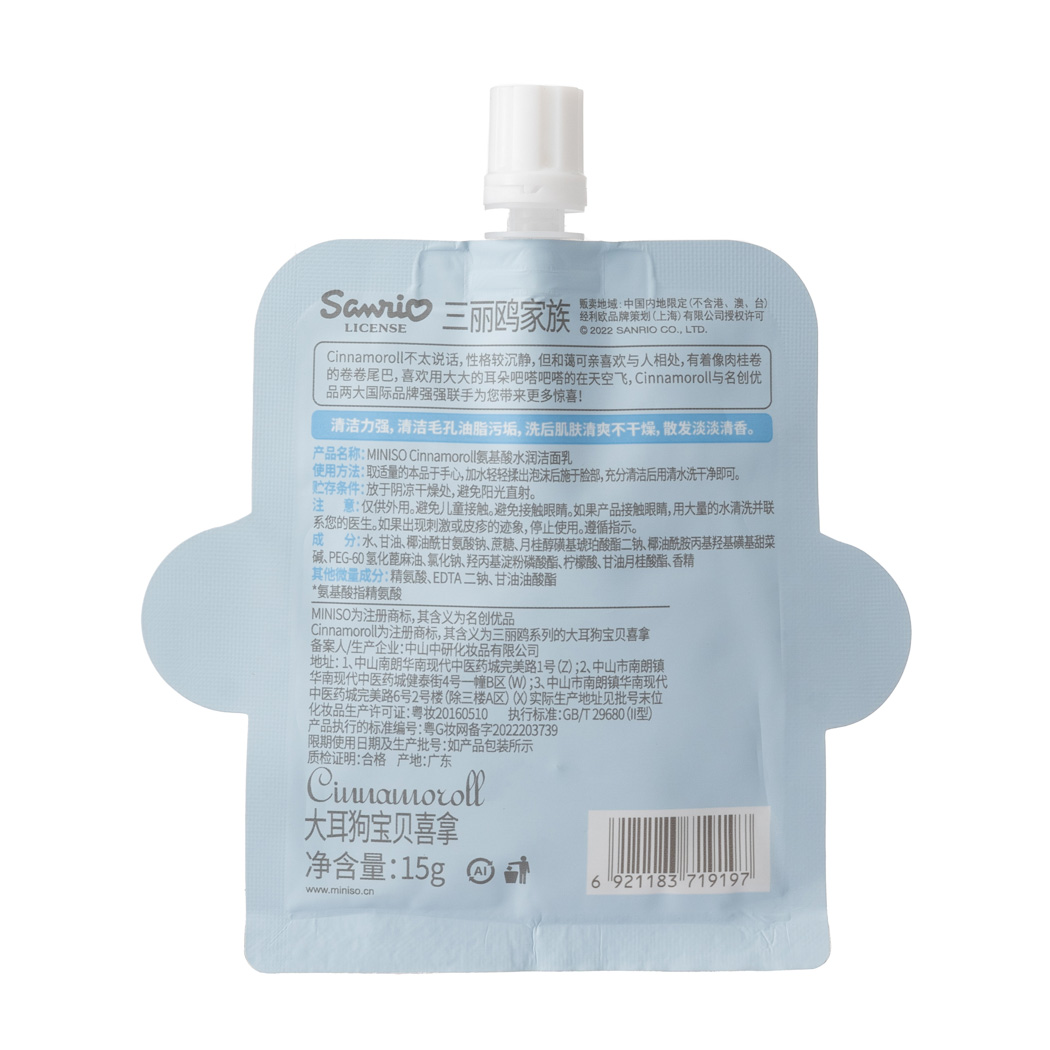 Sanrio
LICENSE
三丽鸥家族
贩卖地域:中国内地限定(不含港、澳、台)
经利欧品牌策划(上海)有限公司授权许可
© 2022 SANRIO CO., LTD.
Cinnamoroll不太说话,性格较沉静,但和蔼可亲喜欢与人相处,有着像肉桂卷
的卷卷尾巴,喜欢用大大的耳朵吧嗒吧嗒的在天空飞,Cinnamoroll与名创优
品两大国际品牌强强联手为您带来更多惊喜!
清洁力强,清洁毛孔油脂污垢,洗后肌肤清爽不干燥,散发淡淡清香。
产品名称:MINISO Cinnamoroll氨基酸水润洁面乳
使用方法:取适量的本品于手心,加水轻轻揉出泡沫后施于脸部,充分清洁后用清水洗干净即可。
贮存条件:放于阴凉干燥处,避免阳光直射。
注 意:仅供外用。避免儿童接触。避免接触眼睛。如果产品接触眼睛,用大量的水清洗并联
系您的医生。如果出现刺激或皮疹的迹象,停止使用。遵循指示。
成 分:水、甘油、椰油酰甘氨酸钠、蔗糖、月桂醇磺基琥珀酸酯二钠、椰油酰胺丙基羟基磺基甜菜
碱、PEG-60 氢化蓖麻油、氯化钠、羟丙基淀粉磷酸酯、柠檬酸、甘油月桂酸酯、香精
其他微量成分:精氨酸、EDTA 二钠、甘油油酸酯
*氨基酸指精氨酸
MINISO为注册商标,其含义为名创优品
Cinnamoroll为注册商标,其含义为三丽鸥系列的大耳狗宝贝喜拿
备案人/生产企业:中山中研化妆品有限公司
地址:1、中山南朗华南现代中医药城完美路1号(Z);2、中山市南朗镇
华南现代中医药城健泰街4号一幢B区(W);3、中山市南朗镇华南现代
中医药城完美路6号2号楼(除三楼A区)(X)实际生产地址见批号末位
化妆品生产许可证:粤妆20160510 执行标准:GB/T 29680(II型)
产品执行的标准编号:粤G妆网备字2022203739
限期使用日期及生产批号:如产品包装所示
质检证明:合格 产地:广东
Cinnamoroll
大耳狗宝贝喜拿
净含量:15g
AI
www.miniso.cn
6 921183 719197